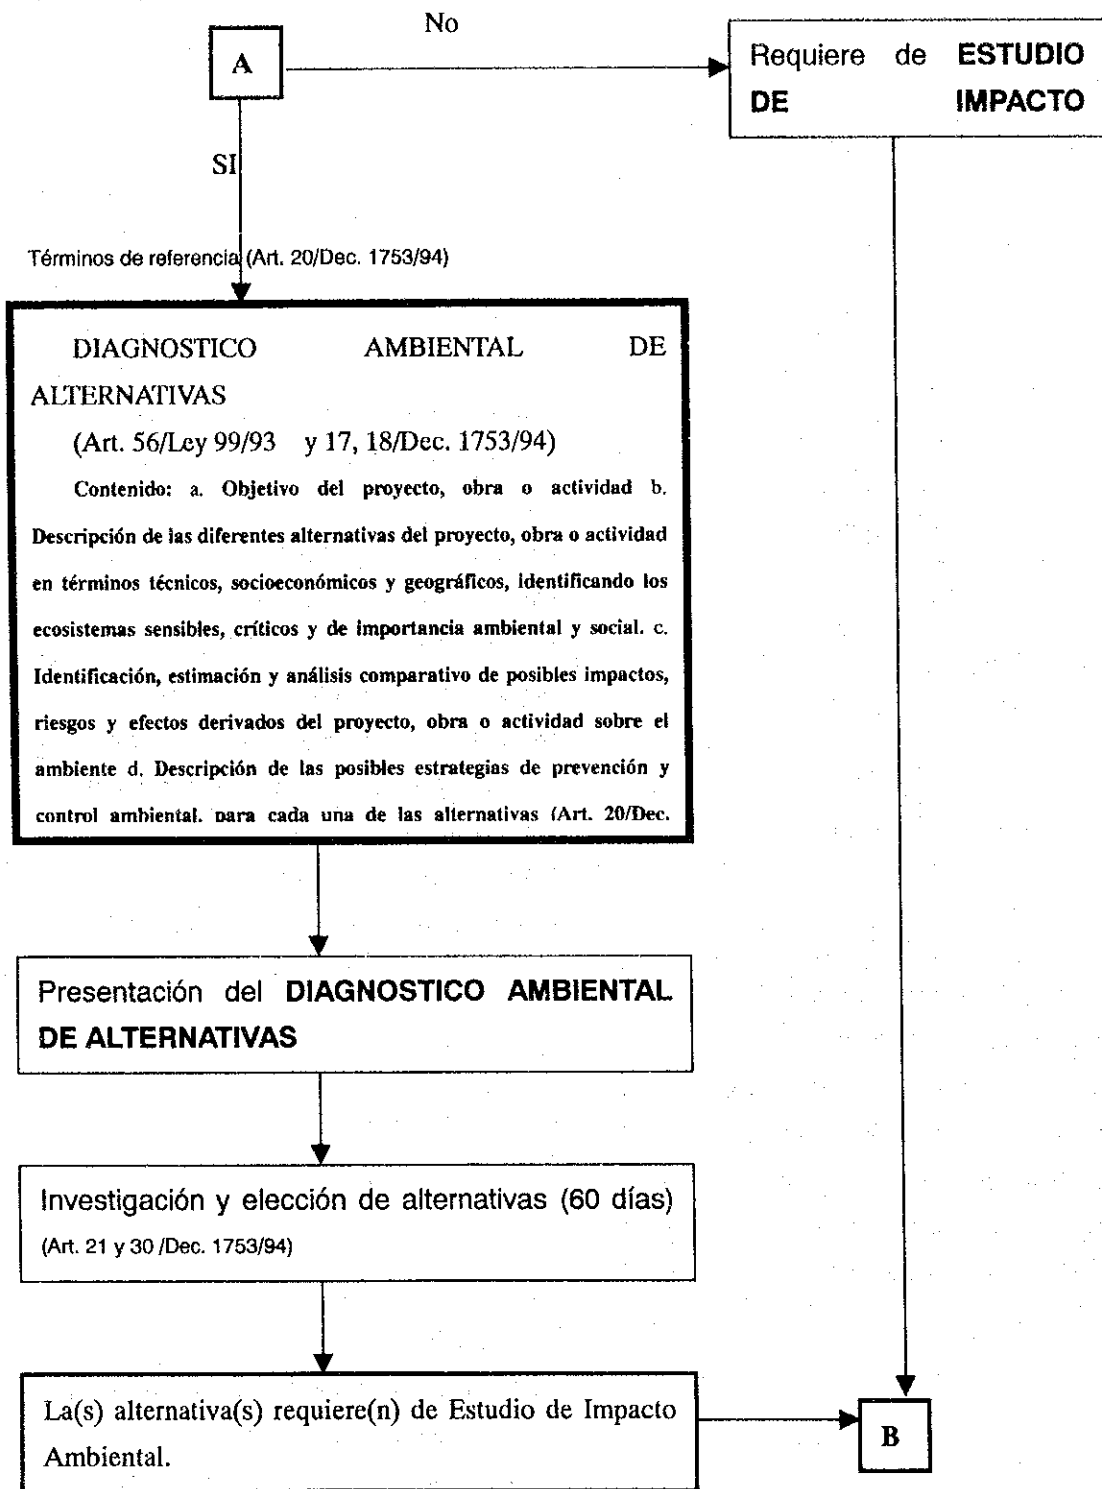 No
A
Requiere de ESTUDIO
DE IMPACTO
SI
Términos de referencia (Art. 20/Dec. 1753/94)
DIAGNOSTICO AMBIENTAL DE
ALTERNATIVAS
(Art. 56/Ley 99/93 y 17, 18/Dec. 1753/94)
Contenido: a. Objetivo del proyecto, obra o actividad b.
Descripción de las diferentes alternativas del proyecto, obra o actividad
en términos técnicos, socioeconómicos y geográficos, identificando los
ecosistemas sensibles, críticos y de importancia ambiental y social. c.
Identificación, estimación y análisis comparativo de posibles impactos,
riesgos y efectos derivados del proyecto, obra o actividad sobre el
ambiente d. Descripción de las posibles estrategias de prevención y
control ambiental, para cada una de las alternativas (Art. 20/Dec.
Presentación del DIAGNOSTICO AMBIENTAL
DE ALTERNATIVAS
Investigación y elección de alternativas (60 días)
(Art. 21 y 30 /Dec. 1753/94)
La(s) alternativa(s) requiere(n) de Estudio de Impacto
Ambiental.
B